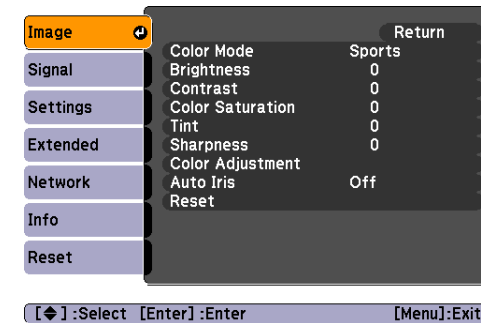 Image
Signal
Settings
Extended
Network
Info
Reset
Return
Color Mode Sports
Brightness 0
Contrast 0
Color Saturation 0
Tint 0
Sharpness 0
Color Adjustment
Auto Iris Off
Reset
[◆] :Select [Enter] :Enter [Menu]:Exit